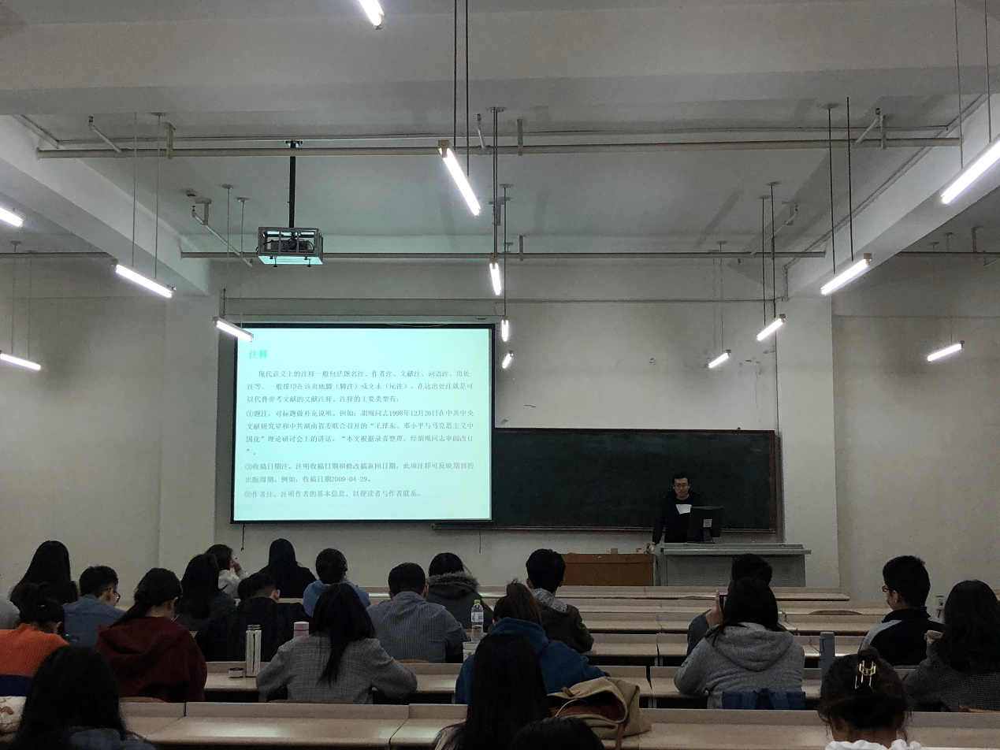 注释
现代意义上的注释一般包括题名注、作者注、文献注、词语注、出处
注等。一般排印在该页地脚（脚注）或文末（尾注）。在这出处注就是可
以代替参考文献的文献注释。注释的主要类型有：
①题注，对标题做补充说明。例如：胡绳同志1998年12月26日在中共中央
文献研究室和中共湖南省委联合召开的“毛泽东、邓小平与马克思主义中
国化”理论研讨会上的讲话。“本文根据录音整理，经胡绳同志审阅改订
”。
②收稿日期注，注明收稿日期和修改稿返回日期，此项注释可反映期刊的
出版周期。例如：收稿日期2009-04-29。
③作者注，注明作者的基本信息，以便读者与作者联系。